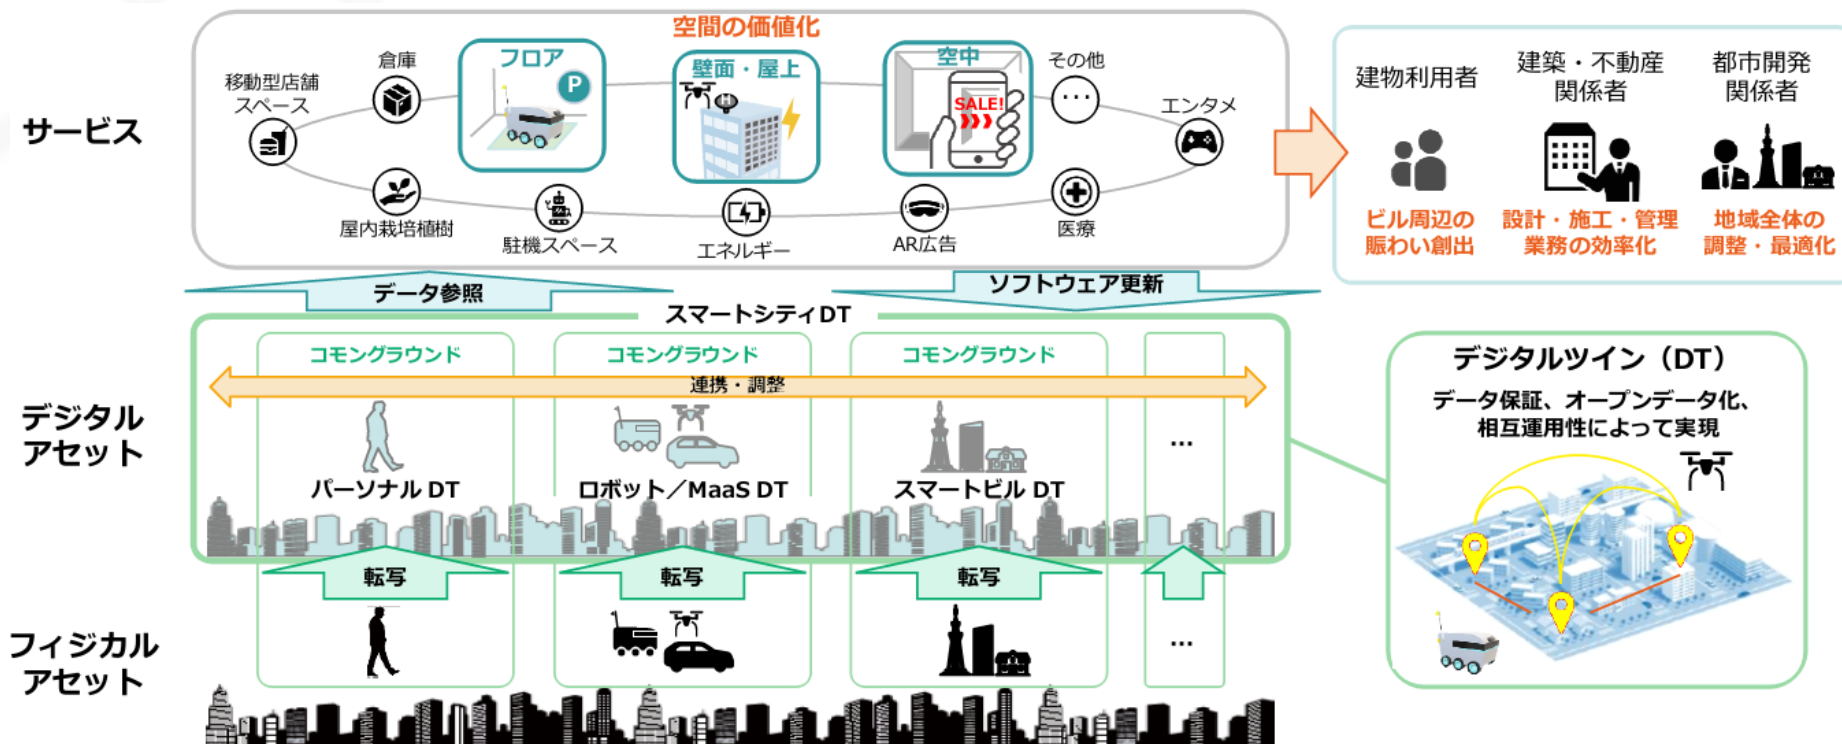 空間の価値化
サービス
移動型店舗
スペース
倉庫
フロア
P
壁面・屋上
H
空中
SALE!
その他
...
エンタメ
屋内栽培植樹
駐機スペース
エネルギー
AR広告
医療
建物利用者
建築・不動産
関係者
都市開発
関係者
ビル周辺の
賑わい創出
設計・施工・管理
業務の効率化
地域全体の
調整・最適化
データ参照
ソフトウェア更新
スマートシティDT
デジタル
アセット
コモングラウンド
コモングラウンド
コモングラウンド
連携・調整
パーソナル DT
ロボット／MaaS DT
スマートビル DT
...
転写
転写
転写
フィジカル
アセット
...
デジタルツイン（DT）
データ保証、オープンデータ化、
相互運用性によって実現